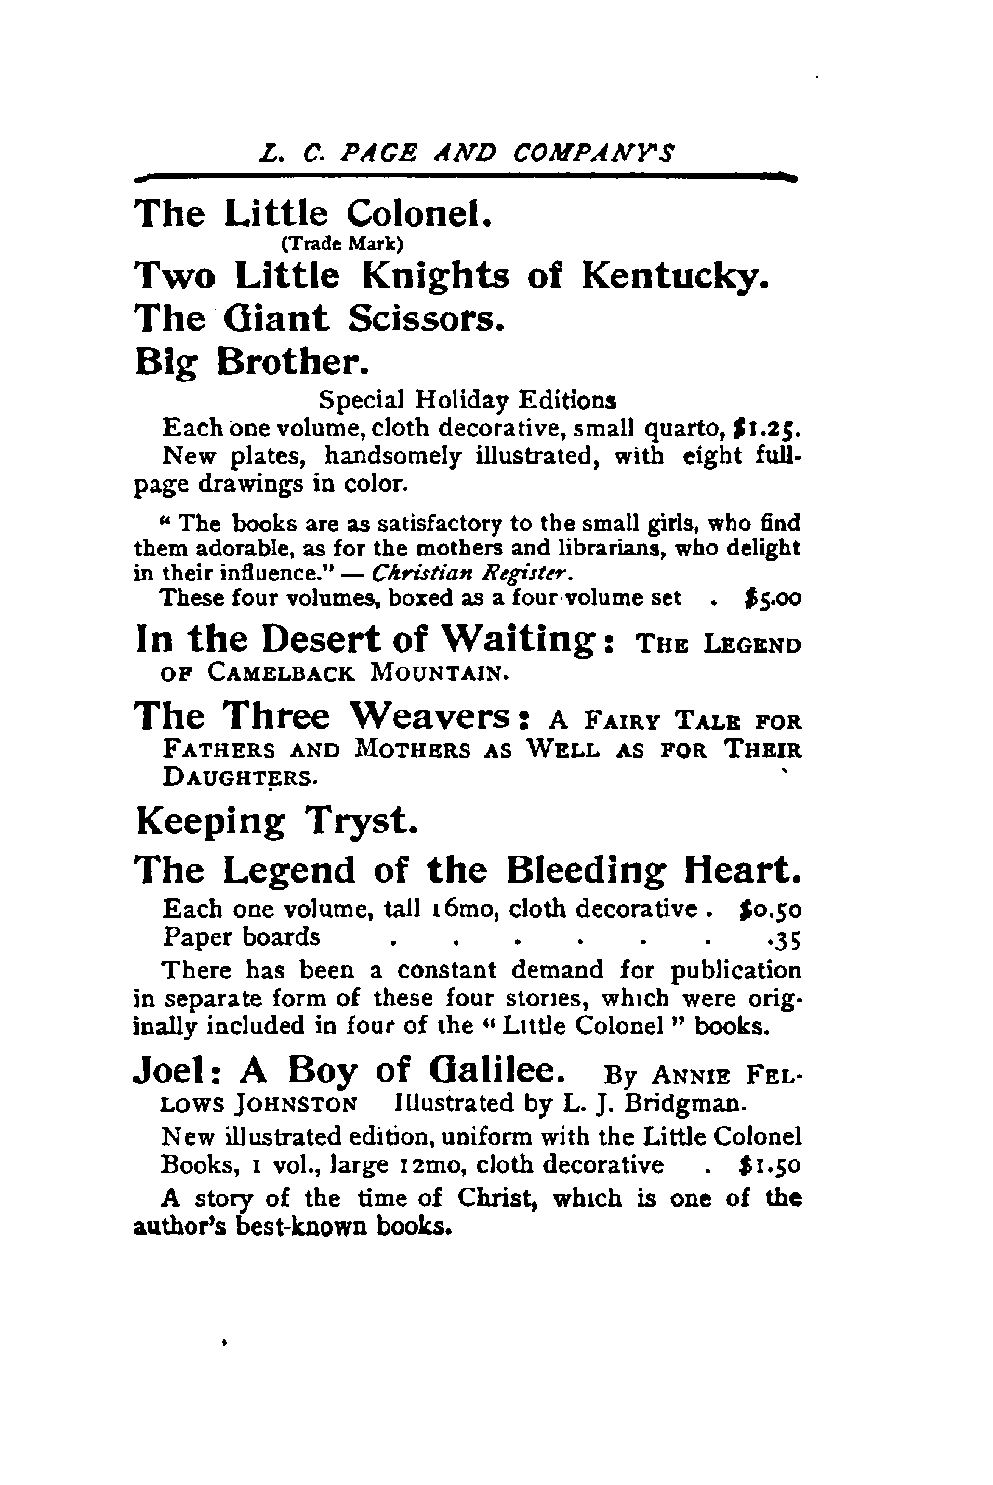 L. C. PAGE AND COMPANY'S
The Little Colonel.
(Trade Mark)
Two Little Knights of Kentucky.
The Giant Scissors.
Big Brother.
Special Holiday Editions
Each one volume, cloth decorative, small quarto, $1.25.
New plates, handsomely illustrated, with eight full-
page drawings in color.
“ The books are as satisfactory to the small girls, who find
them adorable, as for the mothers and librarians, who delight
in their influence.” — Christian Register.
These four volumes, boxed as a four volume set . $5.00
In the Desert of Waiting: THE LEGEND
OF CAMELBACK MOUNTAIN.
The Three Weavers: A FAIRY TALE FOR
FATHERS AND MOTHERS AS WELL AS FOR THEIR
DAUGHTERS.
Keeping Tryst.
The Legend of the Bleeding Heart.
Each one volume, tall 16mo, cloth decorative . $0.50
Paper boards . . . . . . .35
There has been a constant demand for publication
in separate form of these four stories, which were orig-
inally included in four of the “ Little Colonel ” books.
Joel: A Boy of Galilee. By ANNIE FEL-
LOWS JOHNSTON Illustrated by L. J. Bridgman.
New illustrated edition, uniform with the Little Colonel
Books, 1 vol., large 12mo, cloth decorative . $1.50
A story of the time of Christ, which is one of the
author's best-known books.